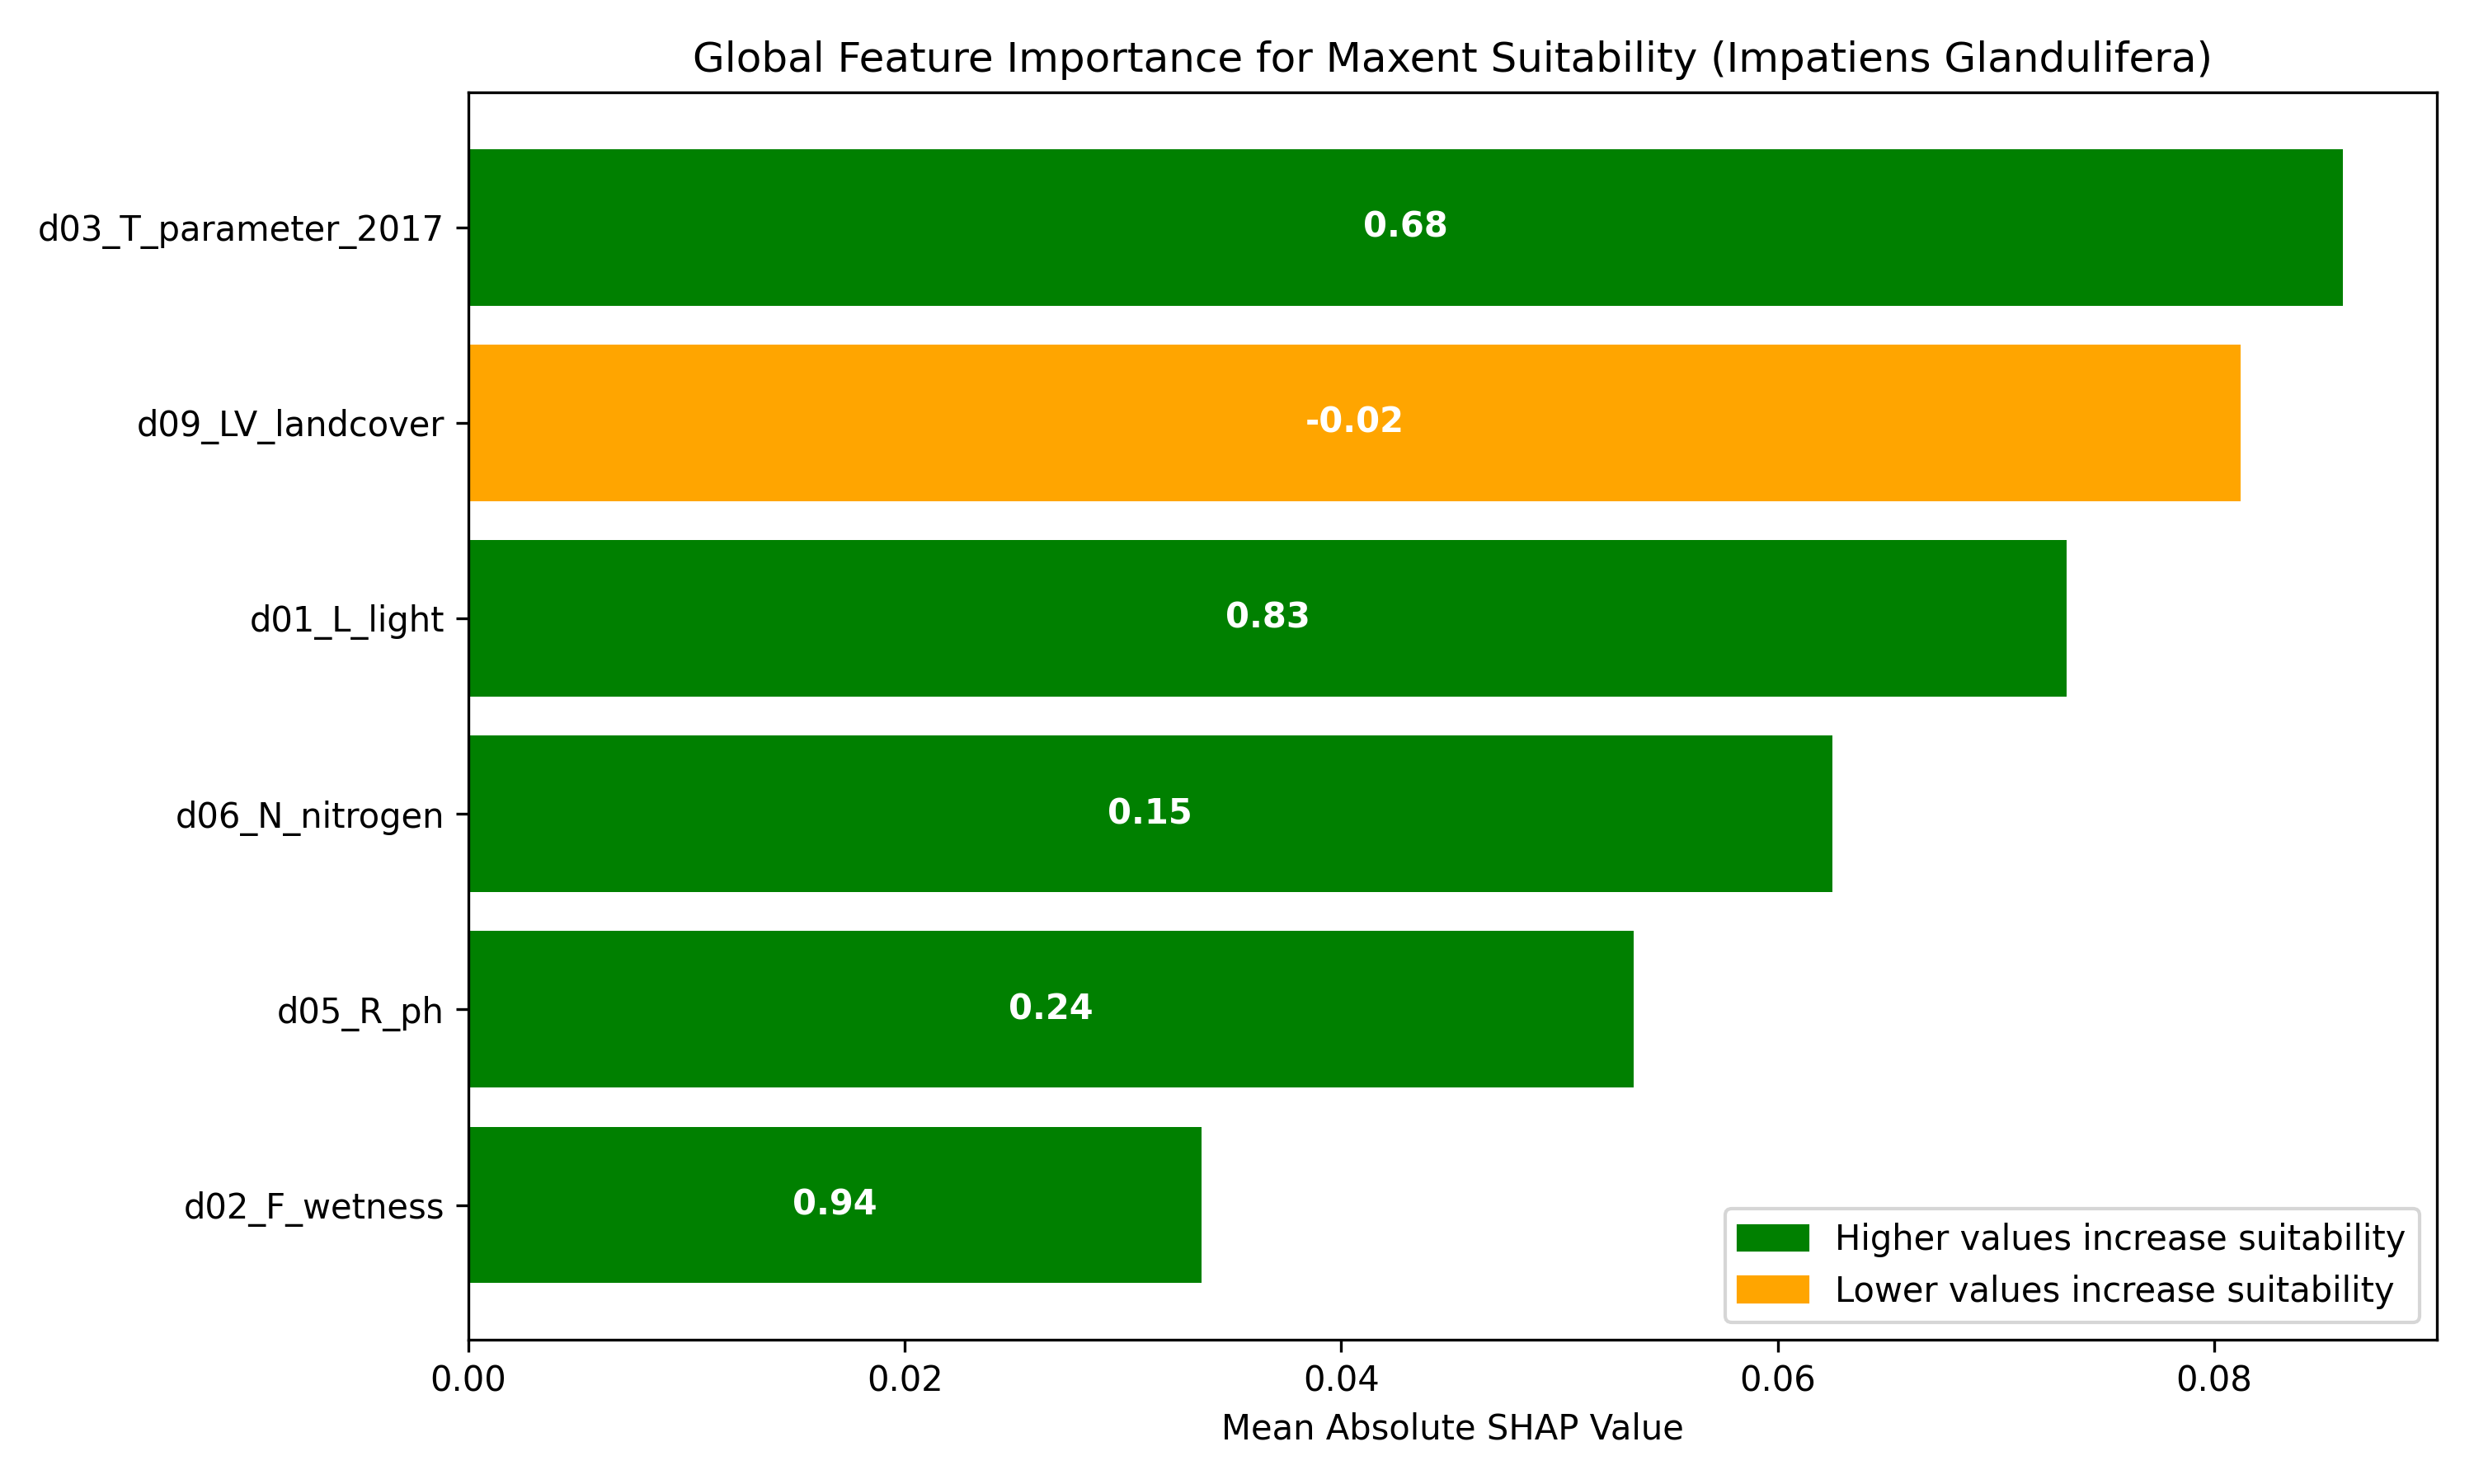 Global Feature Importance for Maxent Suitability (Impatiens Glandulifera)
d03_T_parameter_2017
0.68
d09_LV_landcover
-0.02
d01_L_light
0.83
d06_N_nitrogen
0.15
d05_R_ph
0.24
d02_F_wetness
0.94
Higher values increase suitability
Lower values increase suitability
0.00 0.02 0.04 0.06 0.08
Mean Absolute SHAP Value